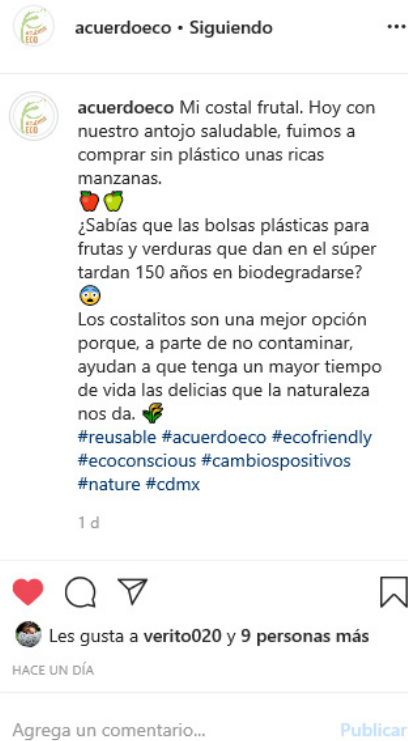 acuerdoeco • Siguiendo
acuerdoeco Mi costal frutal. Hoy con
nuestro antojo saludable, fuimos a
comprar sin plástico unas ricas
manzanas.
🍎🍏
¿Sabías que las bolsas plásticas para
frutas y verduras que dan en el súper
tardan 150 años en biodegradarse?
😨
Los costalitos son una mejor opción
porque, a parte de no contaminar,
ayudan a que tenga un mayor tiempo
de vida las delicias que la naturaleza
nos da. 🌾
#reusable #acuerdoeco #ecofriendly
#ecoconscious #cambiospositivos
#nature #cdmx
1 d
Les gusta a verito020 y 9 personas más
HACE UN DÍA
Agrega un comentario... Publicar